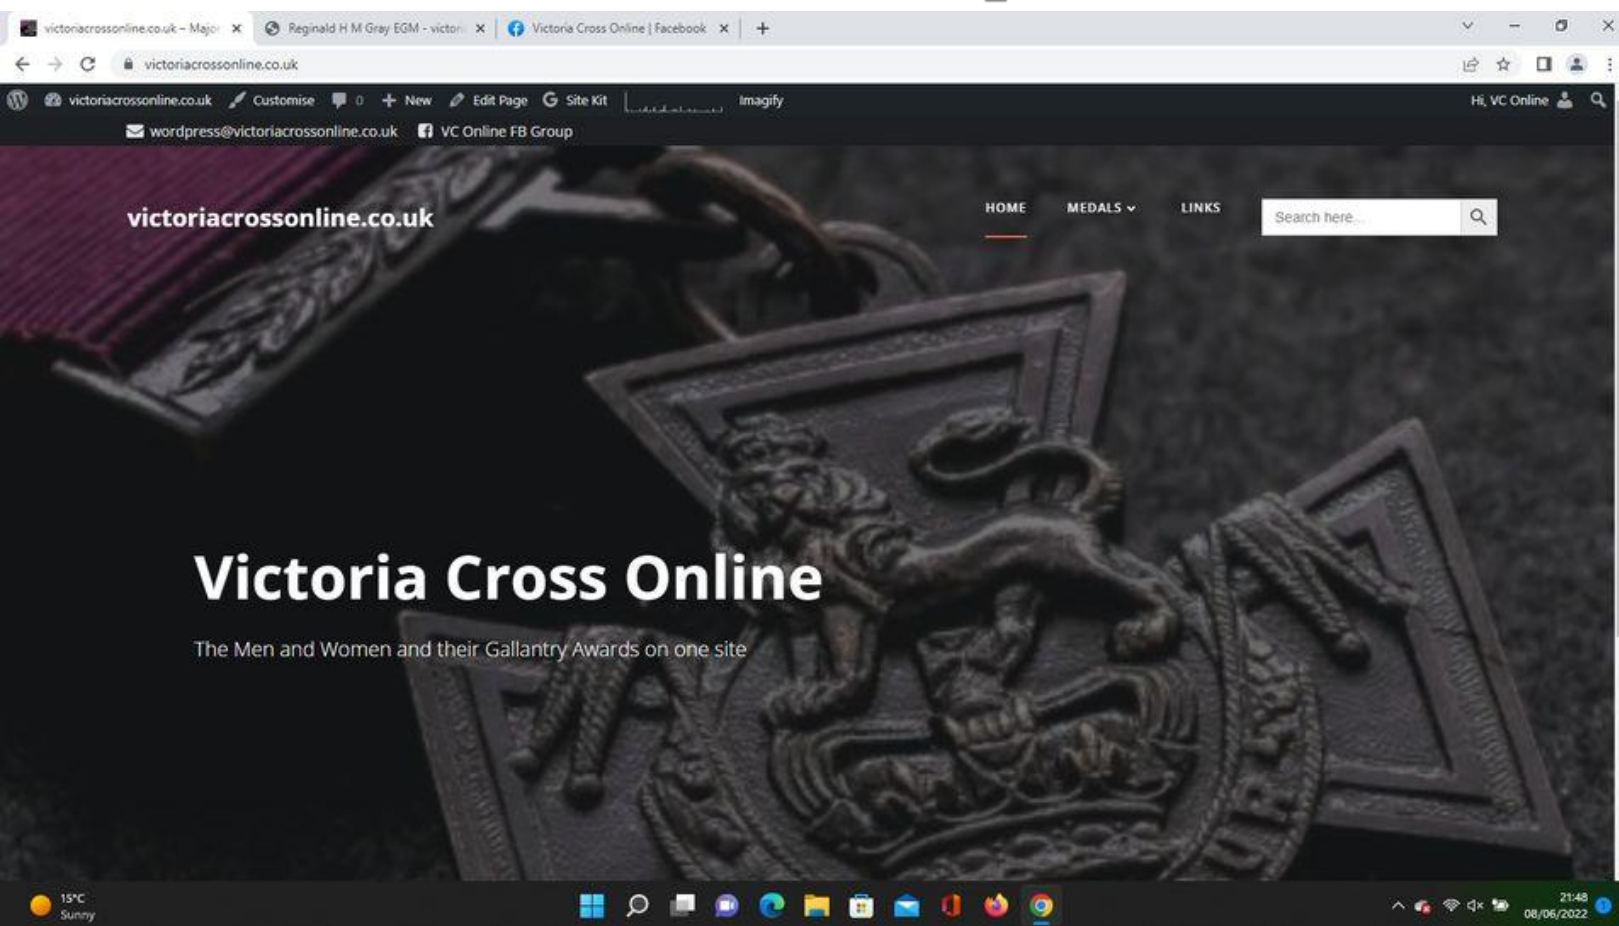 victoriacrossonline.co.uk – Major
Reginald H M Gray EGM - victori
Victoria Cross Online | Facebook
victoriacrossonline.co.uk
victoriacrossonline.co.uk
Customise
0
New
Edit Page
Site Kit
Imagify
Hi, VC Online
wordpress@victoriacrossonline.co.uk
VC Online FB Group
victoriacrossonline.co.uk
HOME
MEDALS
LINKS
Search here...
Victoria Cross Online
The Men and Women and their Gallantry Awards on one site
UR
15°C
Sunny
21:48
08/06/2022